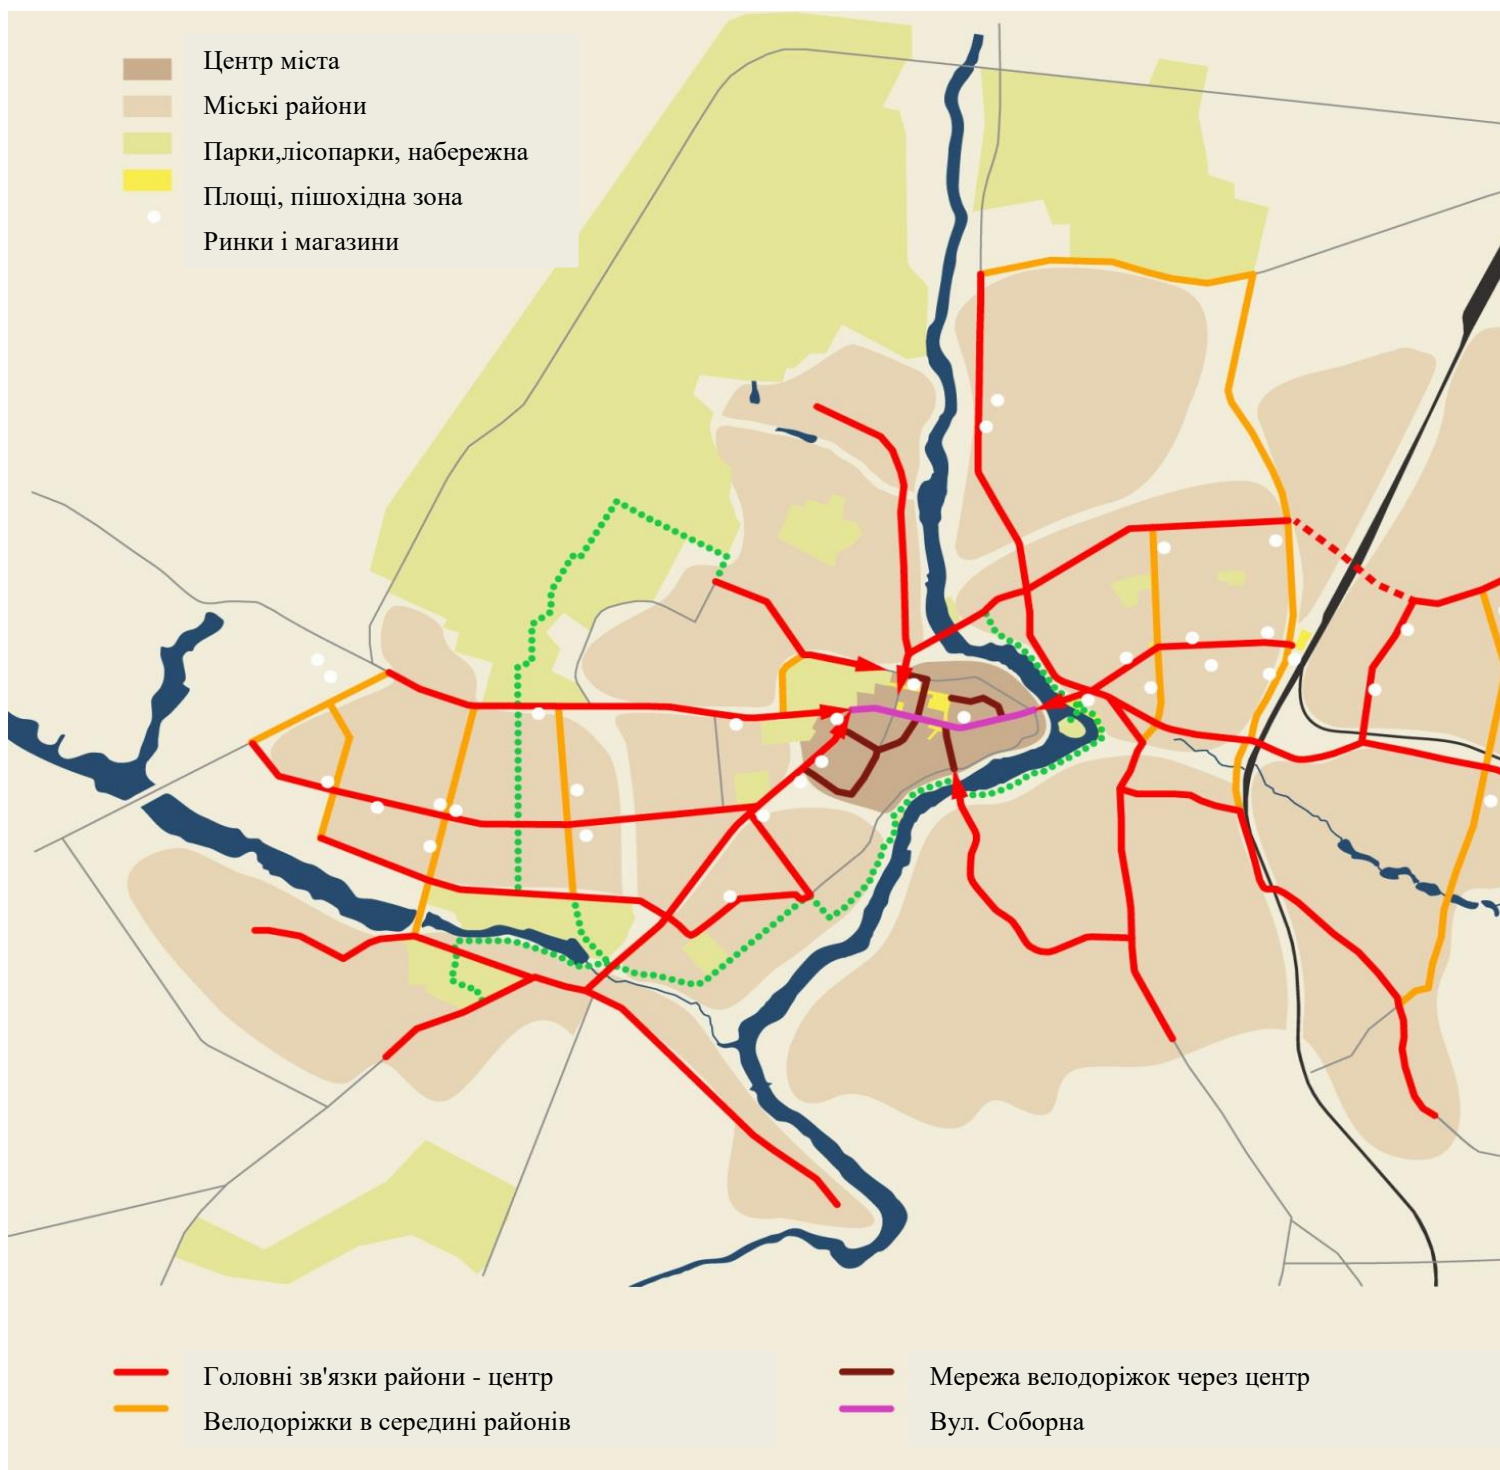 Центр міста
Міські райони
Парки,лісопарки, набережна
Площі, пішохідна зона
Ринки і магазини
Головні зв'язки райони - центр
Велодоріжки в середині районів
Мережа велодоріжок через центр
Вул. Соборна